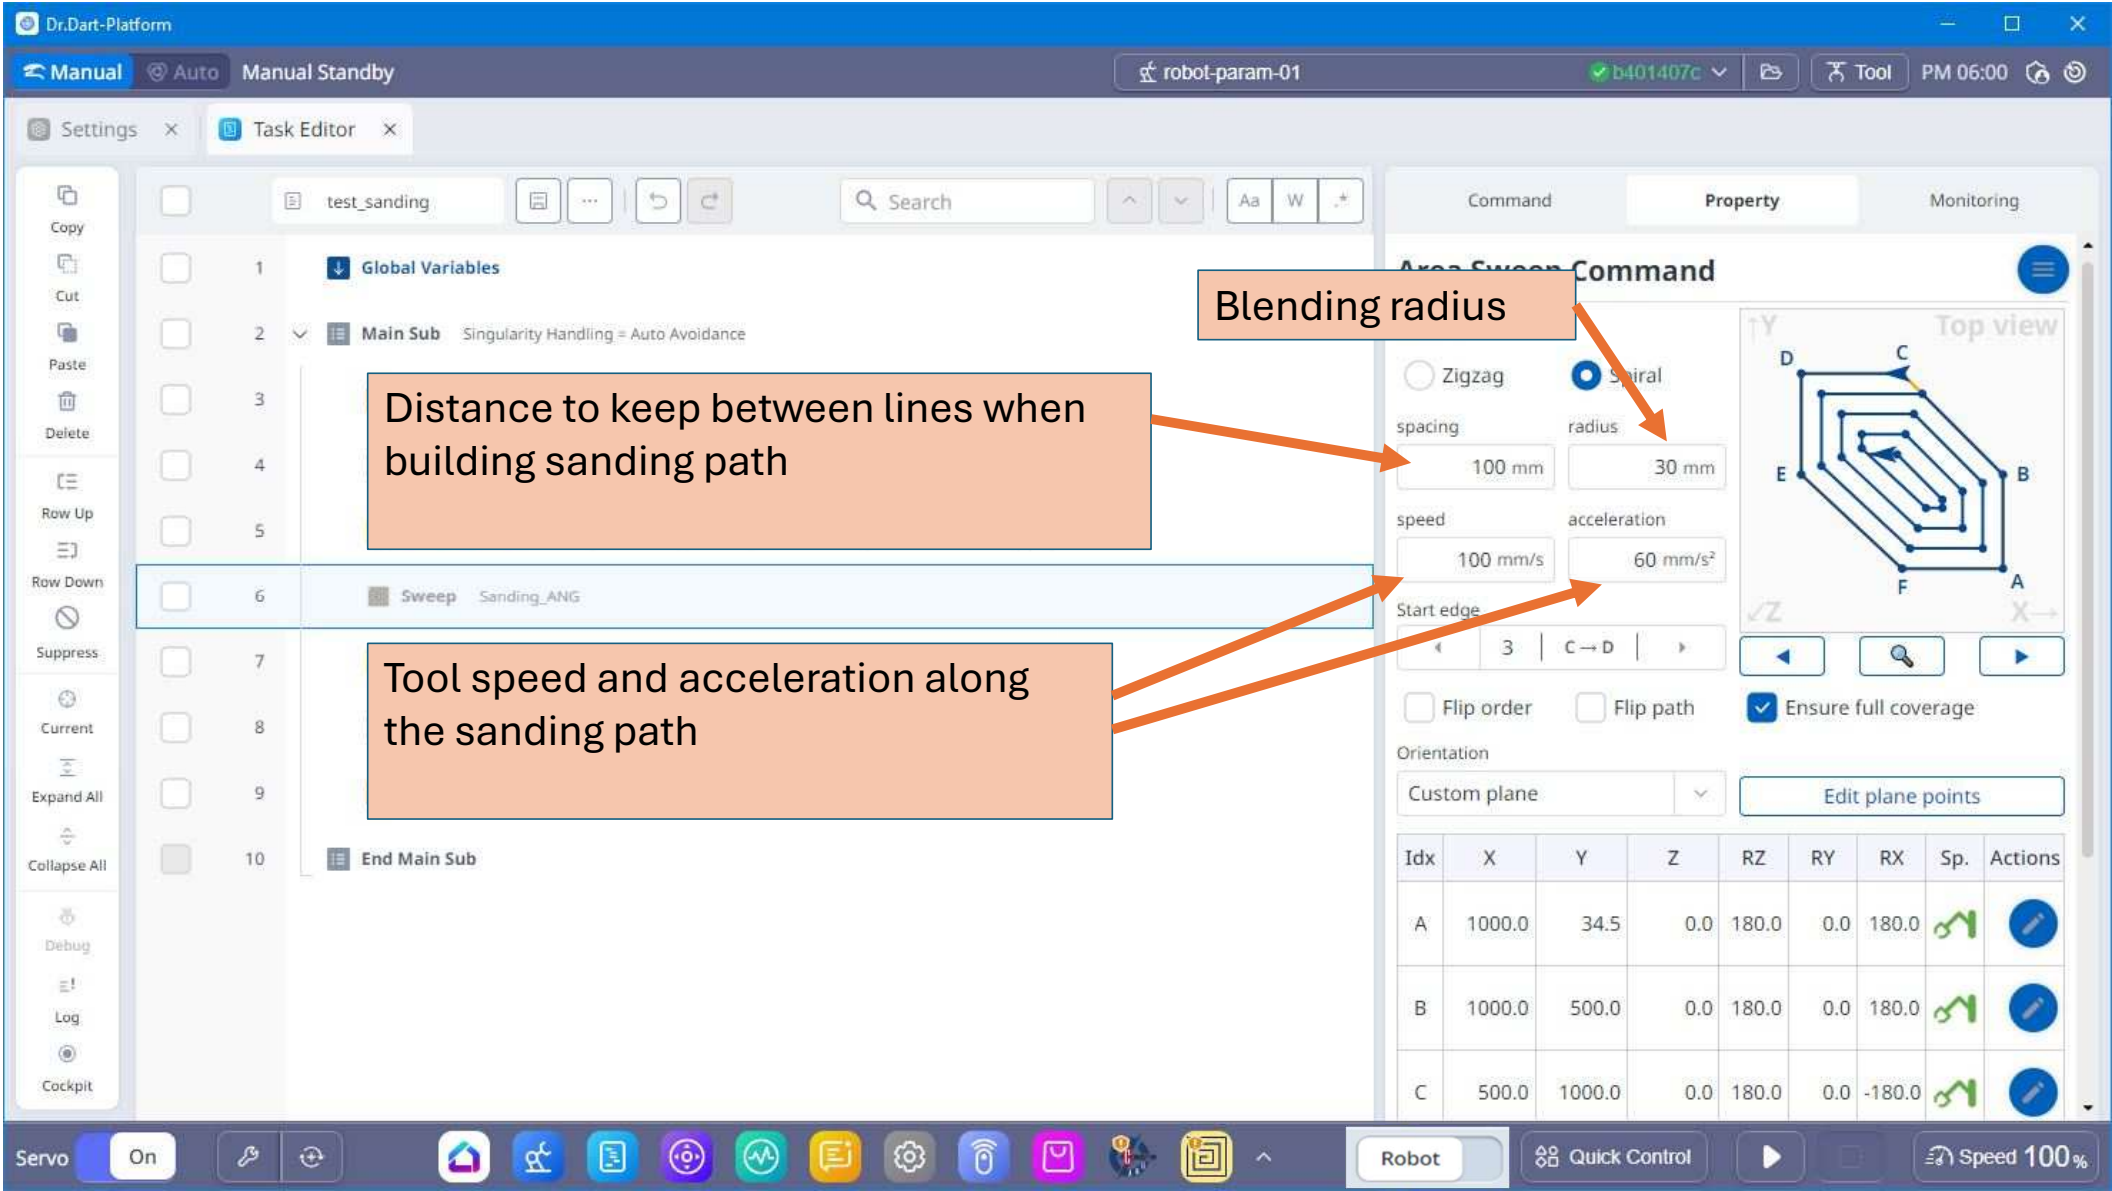 Dr.Dart-Platform
Manual Auto Manual Standby robot-param-01 b401407c Tool PM 06:00
Settings × Task Editor ×
Copy
Cut
Paste
Delete
Row Up
Row Down
Suppress
Current
Expand All
Collapse All
Debug
Log
Cockpit
test_sanding ... Search Aa W .*
1 Global Variables
2 Main Sub Singularity Handling = Auto Avoidance
3
4
5
6 Sweep Sanding_ANG
7
8
9
10 End Main Sub
Distance to keep between lines when
building sanding path
Tool speed and acceleration along
the sanding path
Blending radius
Command Property Monitoring
Command
Zigzag Spiral
spacing radius
100 mm 30 mm
speed acceleration
100 mm/s 60 mm/s²
Start edge
3 C→D
Top view
↑Y
D C
E B
F A
↙Z X→
Flip order Flip path Ensure full coverage
Orientation
Custom plane Edit plane points
Idx X Y Z RZ RY RX Sp. Actions
A 1000.0 34.5 0.0 180.0 0.0 180.0
B 1000.0 500.0 0.0 180.0 0.0 180.0
C 500.0 1000.0 0.0 180.0 0.0 -180.0
Servo On Robot Quick Control Speed 100%